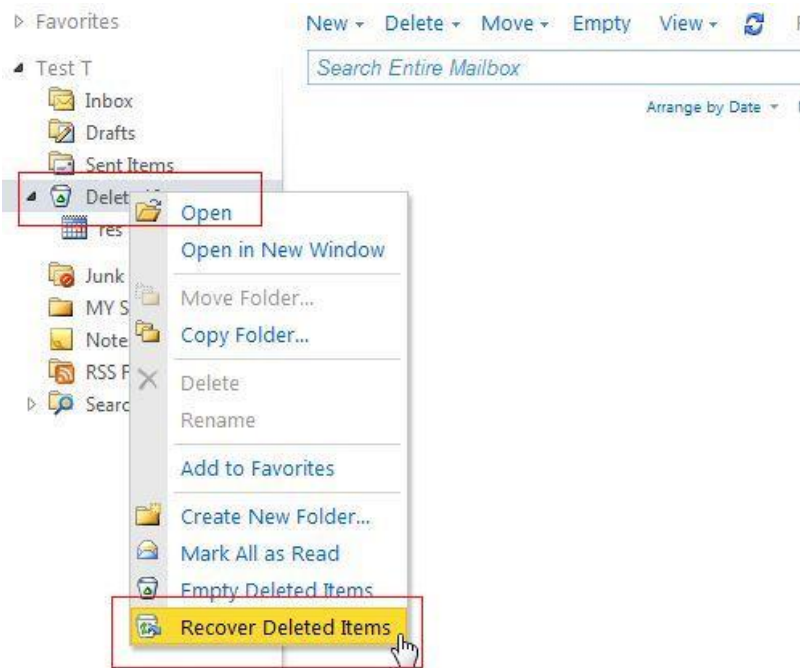 Favorites
New Delete Move Empty View
Test T
Search Entire Mailbox
Inbox
Arrange by Date
Drafts
Sent Items
Delet
Open
res
Open in New Window
Junk
Move Folder...
MY S
Copy Folder...
Note
RSS F
Delete
Searc
Rename
Add to Favorites
Create New Folder...
Mark All as Read
Empty Deleted Items
Recover Deleted Items